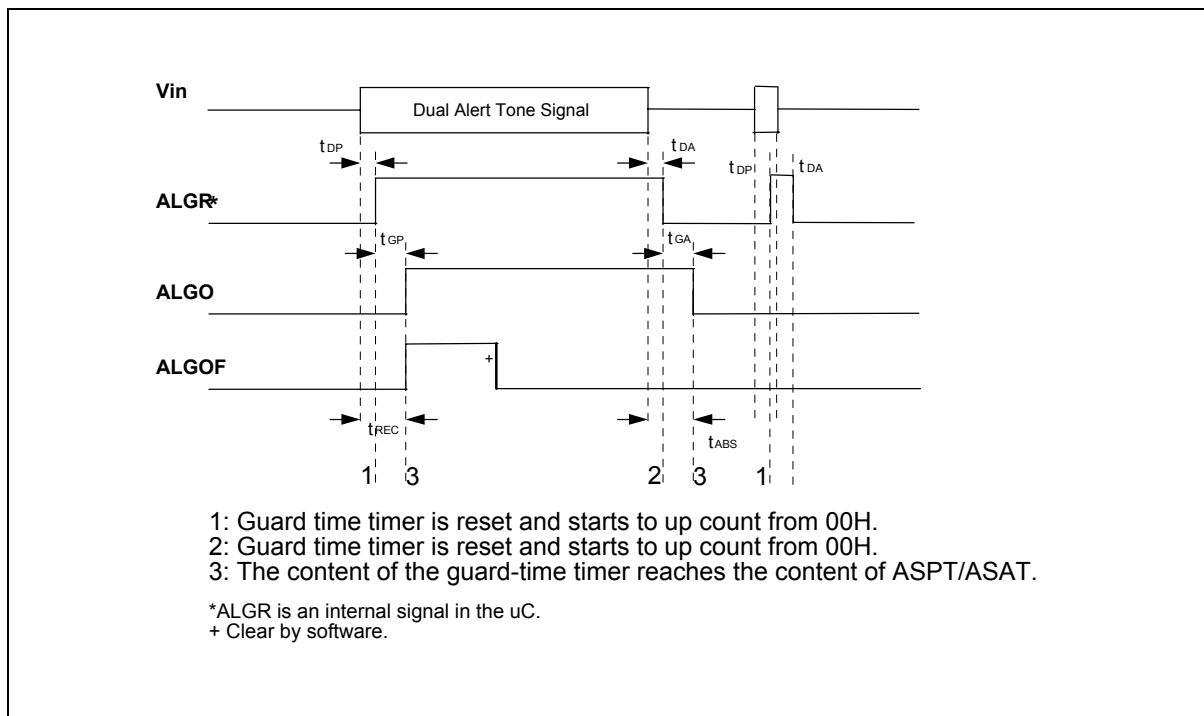 Vin
Dual Alert Tone Signal
tDP
tDA
tDP
tDA
ALGR*
tGP
tGA
ALGO
ALGOF
+
tREC
tABS
1 3 2 3 1
1: Guard time timer is reset and starts to up count from 00H.
2: Guard time timer is reset and starts to up count from 00H.
3: The content of the guard-time timer reaches the content of ASPT/ASAT.
*ALGR is an internal signal in the uC.
+ Clear by software.